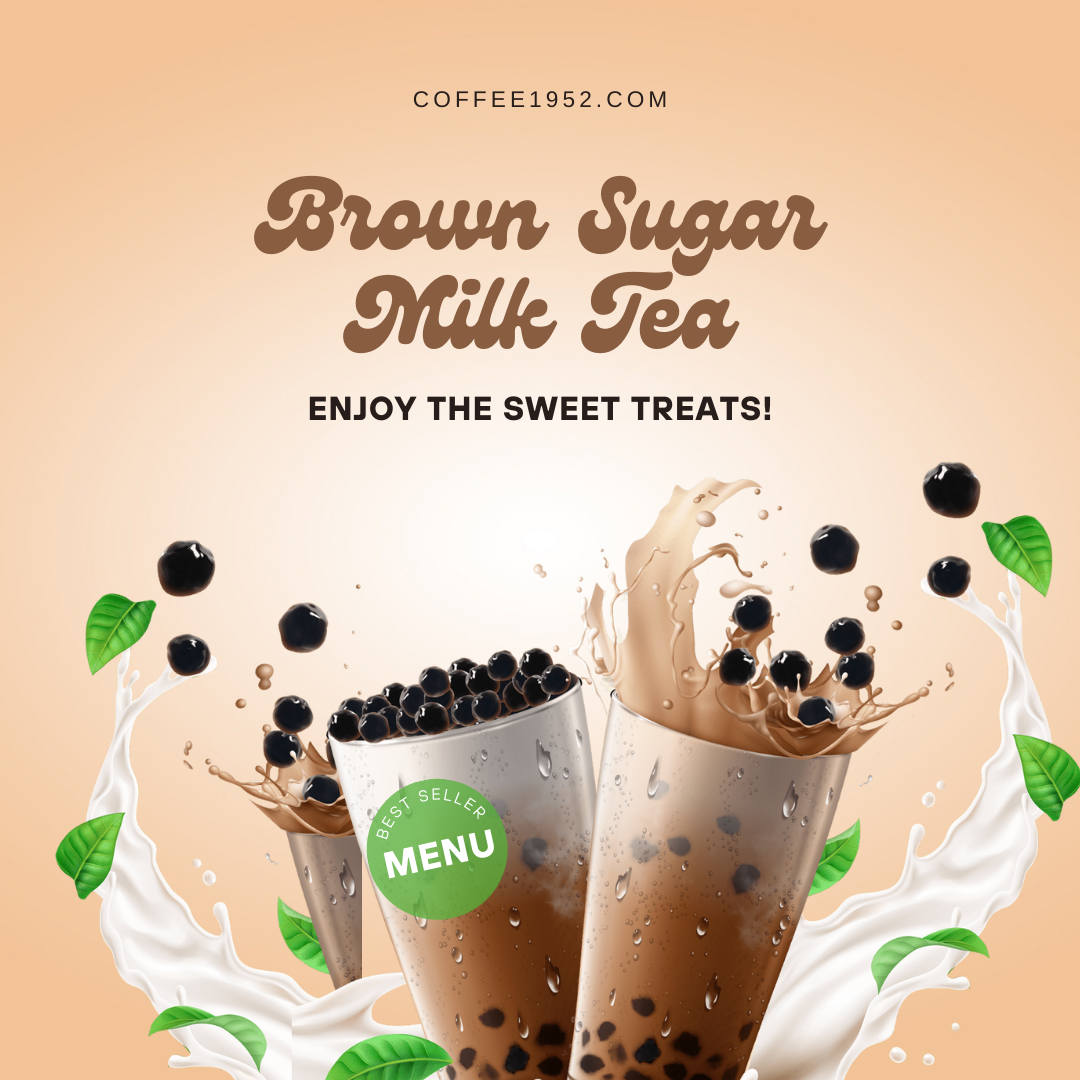 COFFEE1952.COM
Brown Sugar
Milk Tea
ENJOY THE SWEET TREATS!
BEST SELLER
MENU